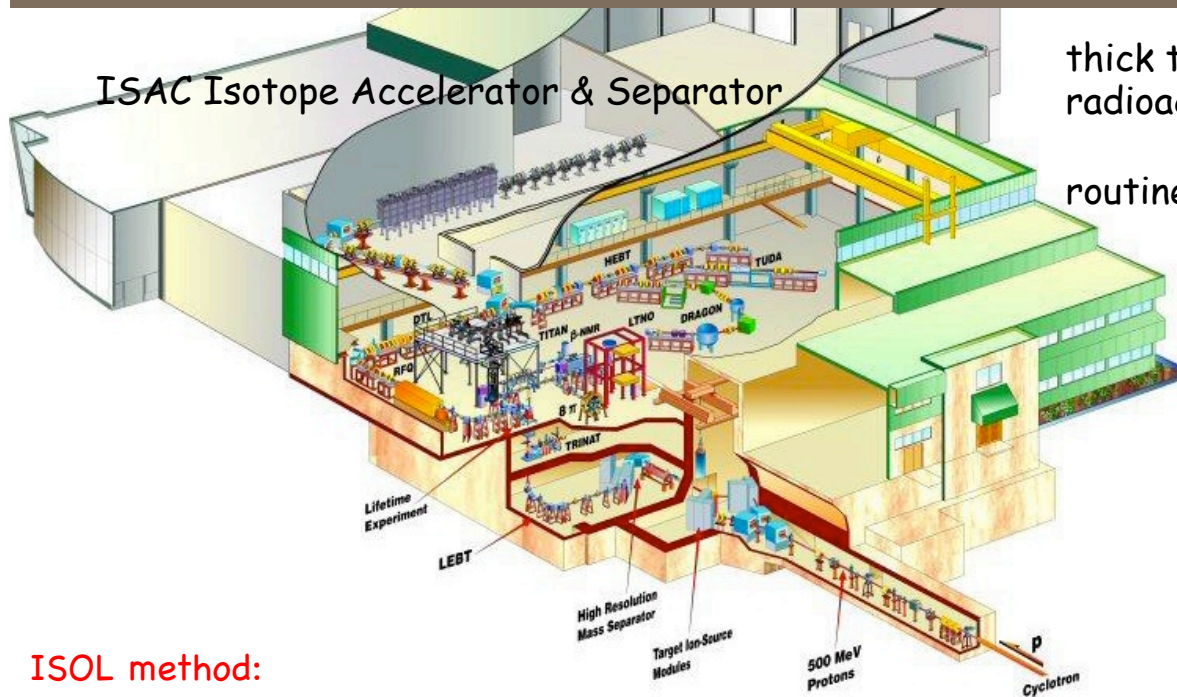 thick t
ISAC Isotope Accelerator & Separator
radioac
routine
HEBT
TUDA
LTNO
DRAGON
DTL
TITAN
β-NMR
RFQ
8 π
TRINAT
Lifetime
Experiment
LEBT
High Resolution
Mass Separator
Target Ion-Source
Modules
500 MeV
Protons
p
Cyclotron
ISOL method: